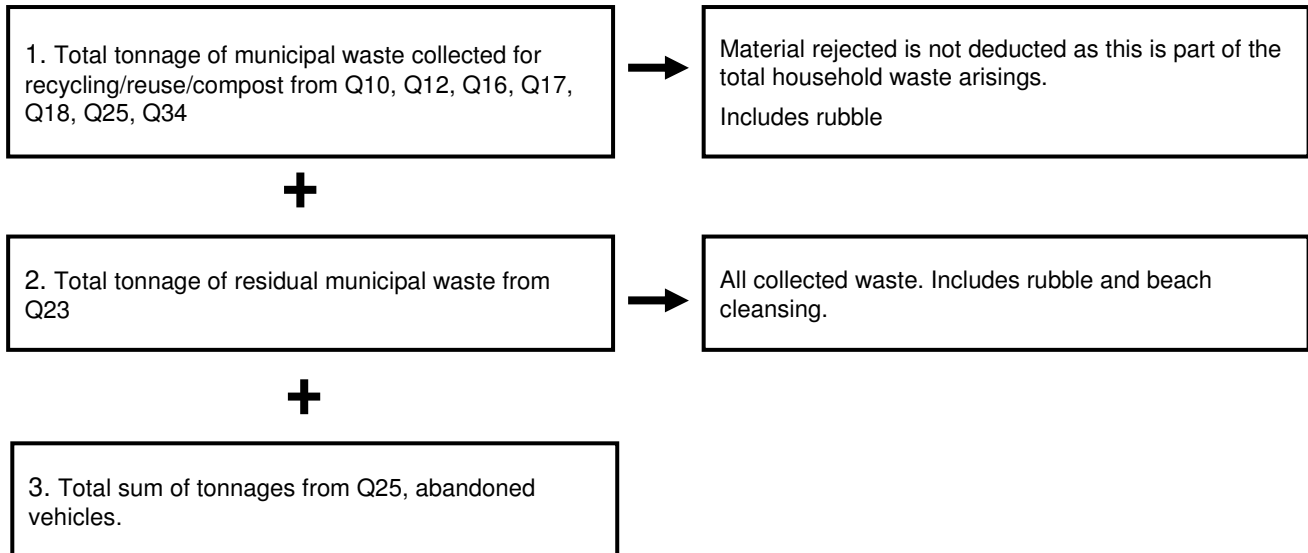 1. Total tonnage of municipal waste collected for
recycling/reuse/compost from Q10, Q12, Q16, Q17,
Q18, Q25, Q34
Material rejected is not deducted as this is part of the
total household waste arisings.
Includes rubble
+
2. Total tonnage of residual municipal waste from
Q23
All collected waste. Includes rubble and beach
cleansing.
+
3. Total sum of tonnages from Q25, abandoned
vehicles.